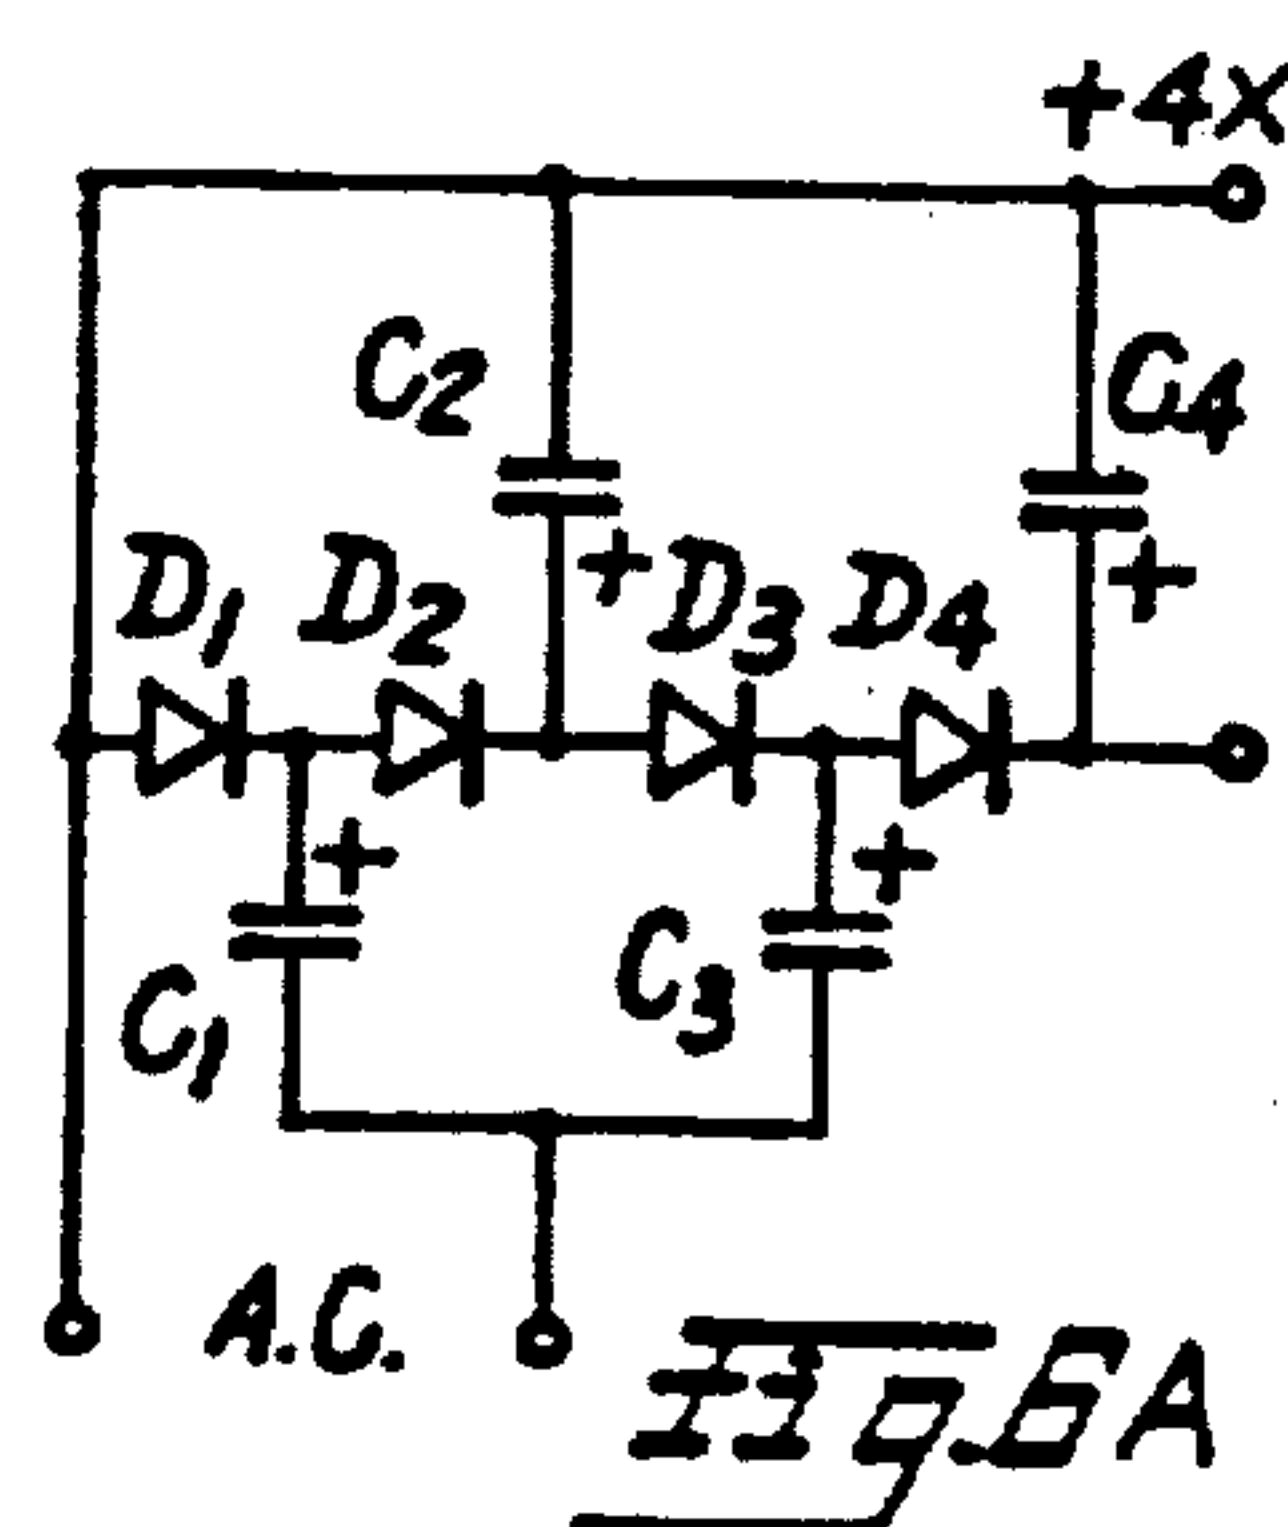 +4X
C2
C4
D1 D2 + D3 D4 +
+ +
C1 C3
A.C.
Fig.6A